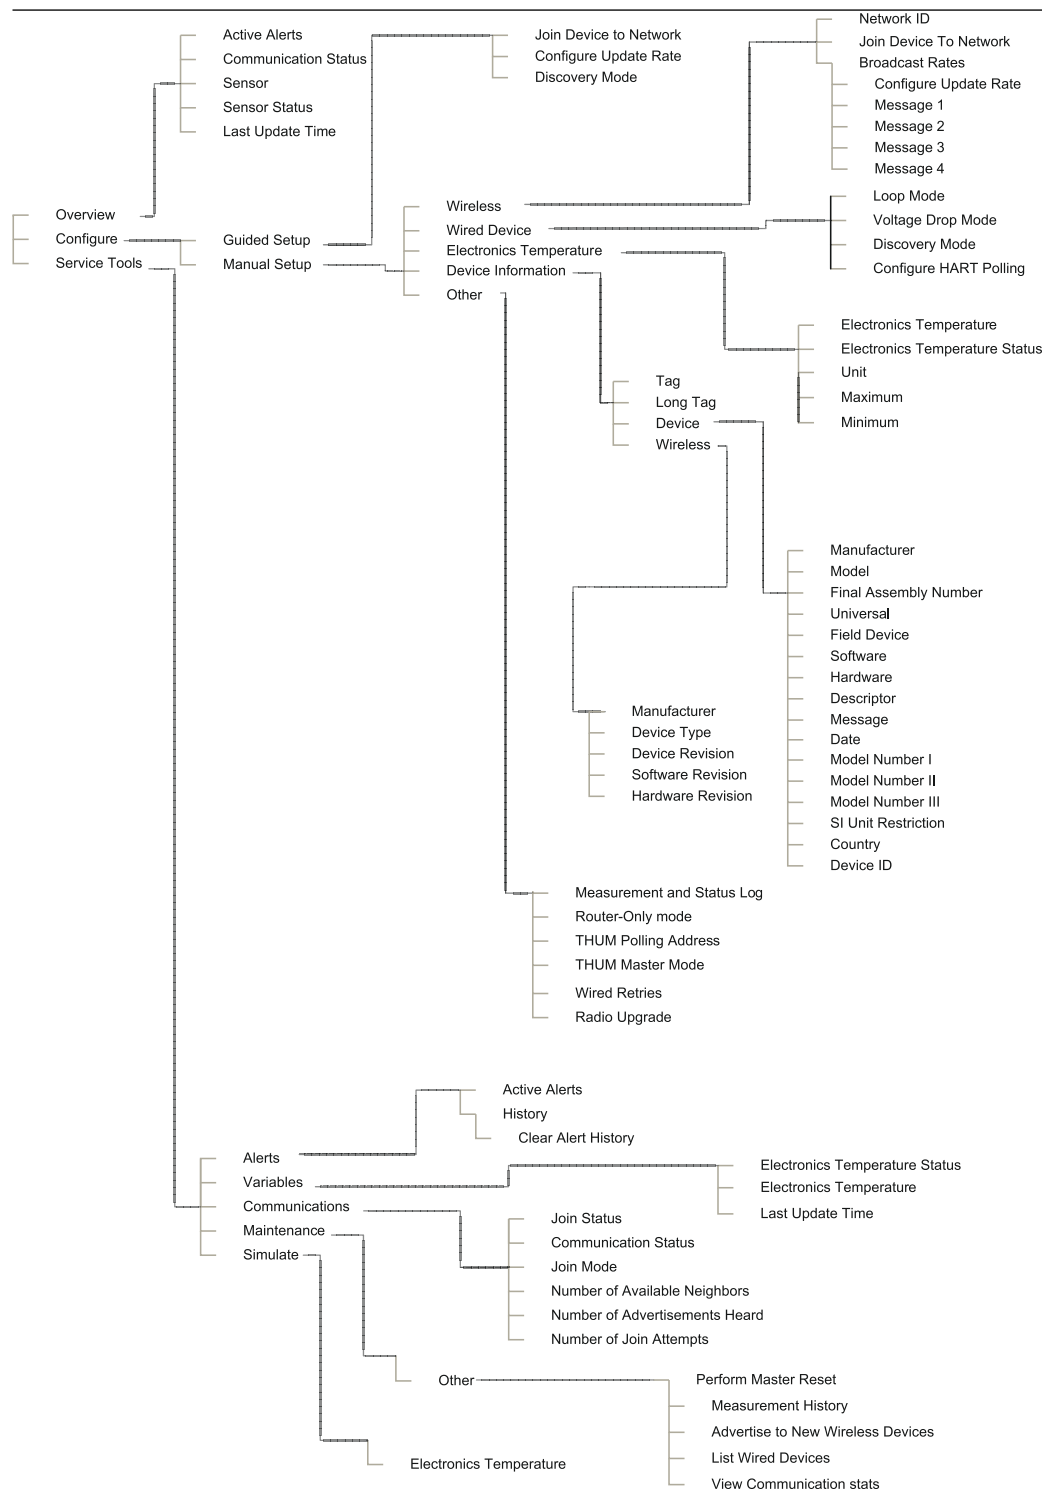 Overview
Configure
Service Tools
Active Alerts
Communication Status
Sensor
Sensor Status
Last Update Time
Guided Setup
Manual Setup
Join Device to Network
Configure Update Rate
Discovery Mode
Wireless
Wired Device
Electronics Temperature
Device Information
Other
Network ID
Join Device To Network
Broadcast Rates
Configure Update Rate
Message 1
Message 2
Message 3
Message 4
Loop Mode
Voltage Drop Mode
Discovery Mode
Configure HART Polling
Electronics Temperature
Electronics Temperature Status
Unit
Maximum
Minimum
Tag
Long Tag
Device
Wireless
Manufacturer
Model
Final Assembly Number
Universal
Field Device
Software
Hardware
Descriptor
Message
Date
Model Number I
Model Number II
Model Number III
SI Unit Restriction
Country
Device ID
Manufacturer
Device Type
Device Revision
Software Revision
Hardware Revision
Measurement and Status Log
Router-Only mode
THUM Polling Address
THUM Master Mode
Wired Retries
Radio Upgrade
Alerts
Variables
Communications
Maintenance
Simulate
Active Alerts
History
Clear Alert History
Electronics Temperature Status
Electronics Temperature
Last Update Time
Join Status
Communication Status
Join Mode
Number of Available Neighbors
Number of Advertisements Heard
Number of Join Attempts
Other
Perform Master Reset
Measurement History
Advertise to New Wireless Devices
List Wired Devices
View Communication stats
Electronics Temperature